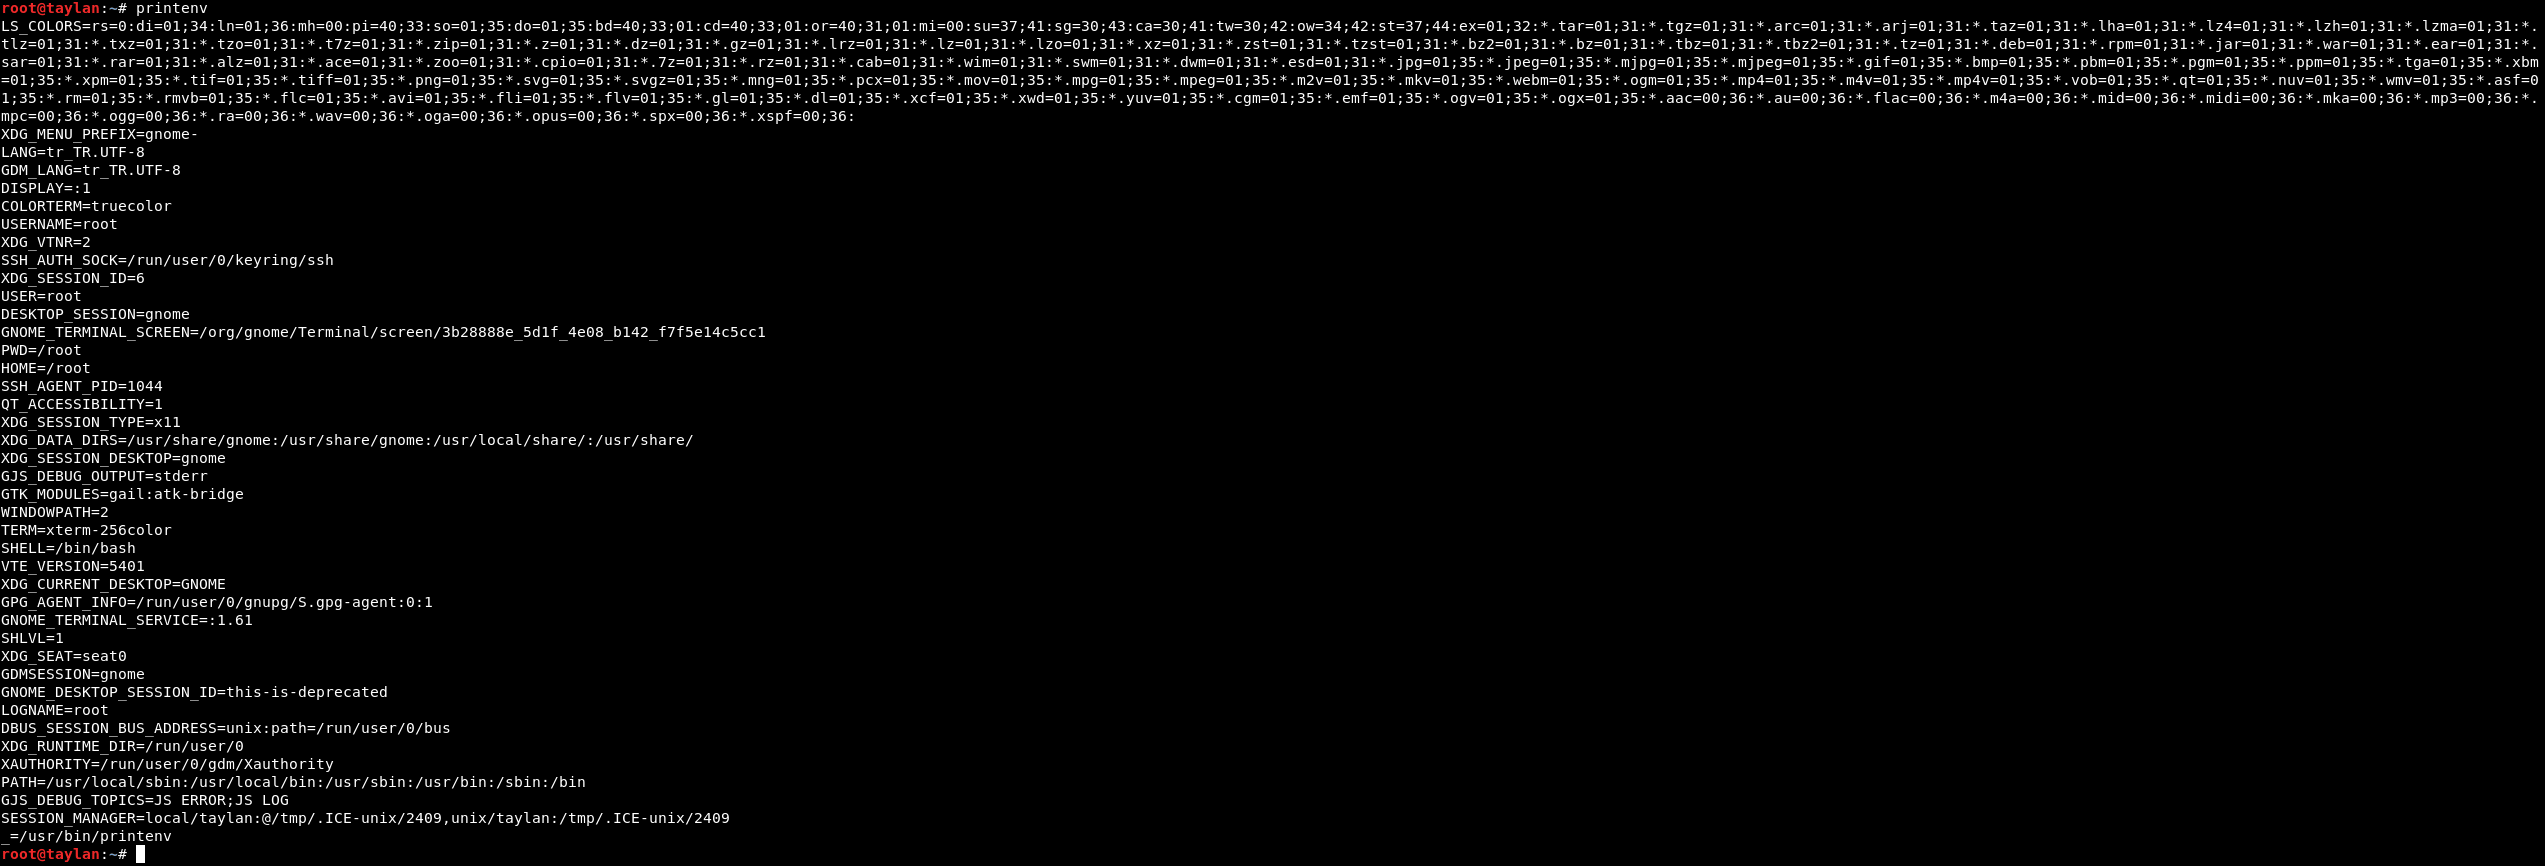 root@taylan:~# printenv
LS_COLORS=rs=0:di=01;34:ln=01;36:mh=00:pi=40;33:so=01;35:do=01;35:bd=40;33;01:cd=40;33;01:or=40;31;01:mi=00:su=37;41:sg=30;43:ca=30;41:tw=30;42:ow=34;42:st=37;44:ex=01;32:*.tar=01;31:*.tgz=01;31:*.arc=01;31:*.arj=01;31:*.taz=01;31:*.lha=01;31:*.lz4=01;31:*.lzh=01;31:*.lzma=01;31:*.
tlz=01;31:*.txz=01;31:*.tzo=01;31:*.t7z=01;31:*.zip=01;31:*.z=01;31:*.dz=01;31:*.gz=01;31:*.lrz=01;31:*.lz=01;31:*.lzo=01;31:*.xz=01;31:*.zst=01;31:*.tzst=01;31:*.bz2=01;31:*.bz=01;31:*.tbz=01;31:*.tbz2=01;31:*.tz=01;31:*.deb=01;31:*.rpm=01;31:*.jar=01;31:*.war=01;31:*.ear=01;31:*.
sar=01;31:*.rar=01;31:*.alz=01;31:*.ace=01;31:*.zoo=01;31:*.cpio=01;31:*.7z=01;31:*.rz=01;31:*.cab=01;31:*.wim=01;31:*.swm=01;31:*.dwm=01;31:*.esd=01;31:*.jpg=01;35:*.jpeg=01;35:*.mjpg=01;35:*.mjpeg=01;35:*.gif=01;35:*.bmp=01;35:*.pbm=01;35:*.pgm=01;35:*.ppm=01;35:*.tga=01;35:*.xbm
=01;35:*.xpm=01;35:*.tif=01;35:*.tiff=01;35:*.png=01;35:*.svg=01;35:*.svgz=01;35:*.mng=01;35:*.pcx=01;35:*.mov=01;35:*.mpg=01;35:*.mpeg=01;35:*.m2v=01;35:*.mkv=01;35:*.webm=01;35:*.ogm=01;35:*.mp4=01;35:*.m4v=01;35:*.mp4v=01;35:*.vob=01;35:*.qt=01;35:*.nuv=01;35:*.wmv=01;35:*.asf=0
1;35:*.rm=01;35:*.rmvb=01;35:*.flc=01;35:*.avi=01;35:*.fli=01;35:*.flv=01;35:*.gl=01;35:*.dl=01;35:*.xcf=01;35:*.xwd=01;35:*.yuv=01;35:*.cgm=01;35:*.emf=01;35:*.ogv=01;35:*.ogx=01;35:*.aac=00;36:*.au=00;36:*.flac=00;36:*.m4a=00;36:*.mid=00;36:*.midi=00;36:*.mka=00;36:*.mp3=00;36:*.
mpc=00;36:*.ogg=00;36:*.ra=00;36:*.wav=00;36:*.oga=00;36:*.opus=00;36:*.spx=00;36:*.xspf=00;36:
XDG_MENU_PREFIX=gnome-
LANG=tr_TR.UTF-8
GDM_LANG=tr_TR.UTF-8
DISPLAY=:1
COLORTERM=truecolor
USERNAME=root
XDG_VTNR=2
SSH_AUTH_SOCK=/run/user/0/keyring/ssh
XDG_SESSION_ID=6
USER=root
DESKTOP_SESSION=gnome
GNOME_TERMINAL_SCREEN=/org/gnome/Terminal/screen/3b28888e_5d1f_4e08_b142_f7f5e14c5cc1
PWD=/root
HOME=/root
SSH_AGENT_PID=1044
QT_ACCESSIBILITY=1
XDG_SESSION_TYPE=x11
XDG_DATA_DIRS=/usr/share/gnome:/usr/share/gnome:/usr/local/share/:/usr/share/
XDG_SESSION_DESKTOP=gnome
GJS_DEBUG_OUTPUT=stderr
GTK_MODULES=gail:atk-bridge
WINDOWPATH=2
TERM=xterm-256color
SHELL=/bin/bash
VTE_VERSION=5401
XDG_CURRENT_DESKTOP=GNOME
GPG_AGENT_INFO=/run/user/0/gnupg/S.gpg-agent:0:1
GNOME_TERMINAL_SERVICE=:1.61
SHLVL=1
XDG_SEAT=seat0
GDMSESSION=gnome
GNOME_DESKTOP_SESSION_ID=this-is-deprecated
LOGNAME=root
DBUS_SESSION_BUS_ADDRESS=unix:path=/run/user/0/bus
XDG_RUNTIME_DIR=/run/user/0
XAUTHORITY=/run/user/0/gdm/Xauthority
PATH=/usr/local/sbin:/usr/local/bin:/usr/sbin:/usr/bin:/sbin:/bin
GJS_DEBUG_TOPICS=JS ERROR;JS LOG
SESSION_MANAGER=local/taylan:@/tmp/.ICE-unix/2409,unix/taylan:/tmp/.ICE-unix/2409
_=/usr/bin/printenv
root@taylan:~#